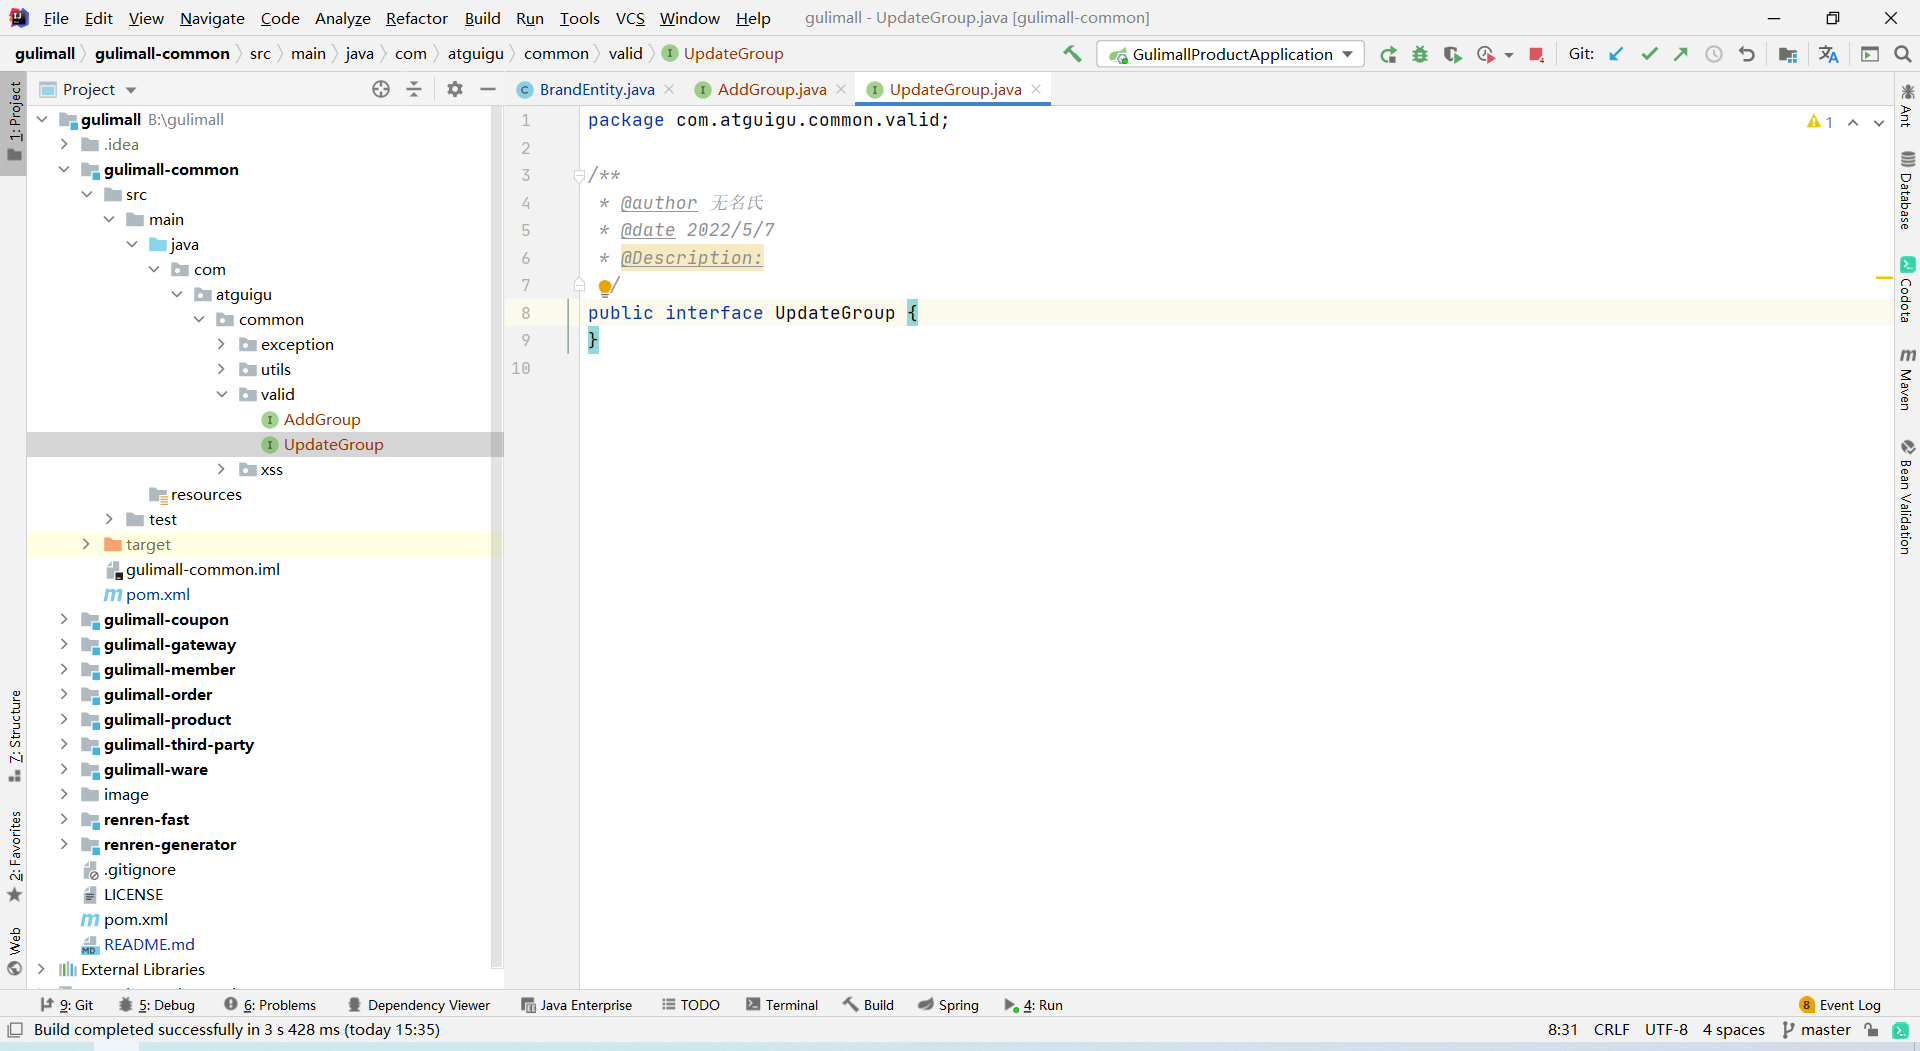 File Edit View Navigate Code Analyze Refactor Build Run Tools VCS Window Help gulimall - UpdateGroup.java [gulimall-common]
gulimall gulimall-common src main java com atguigu common valid UpdateGroup GulimallProductApplication Git:
1: Project
7: Structure
2: Favorites
Web
Project
gulimall B:\gulimall
.idea
gulimall-common
src
main
java
com
atguigu
common
exception
utils
valid
AddGroup
UpdateGroup
xss
resources
test
target
gulimall-common.iml
pom.xml
gulimall-coupon
gulimall-gateway
gulimall-member
gulimall-order
gulimall-product
gulimall-third-party
gulimall-ware
image
renren-fast
renren-generator
.gitignore
LICENSE
pom.xml
README.md
External Libraries
BrandEntity.java AddGroup.java UpdateGroup.java
1 package com.atguigu.common.valid;
2
3 /**
4 * @author 无名氏
5 * @date 2022/5/7
6 * @Description:
7 /
8 public interface UpdateGroup {
9 }
10
1
Ant
Database
Codota
Maven
Bean Validation
9: Git 5: Debug 6: Problems Dependency Viewer Java Enterprise TODO Terminal Build Spring 4: Run 8 Event Log
Build completed successfully in 3 s 428 ms (today 15:35) 8:31 CRLF UTF-8 4 spaces master